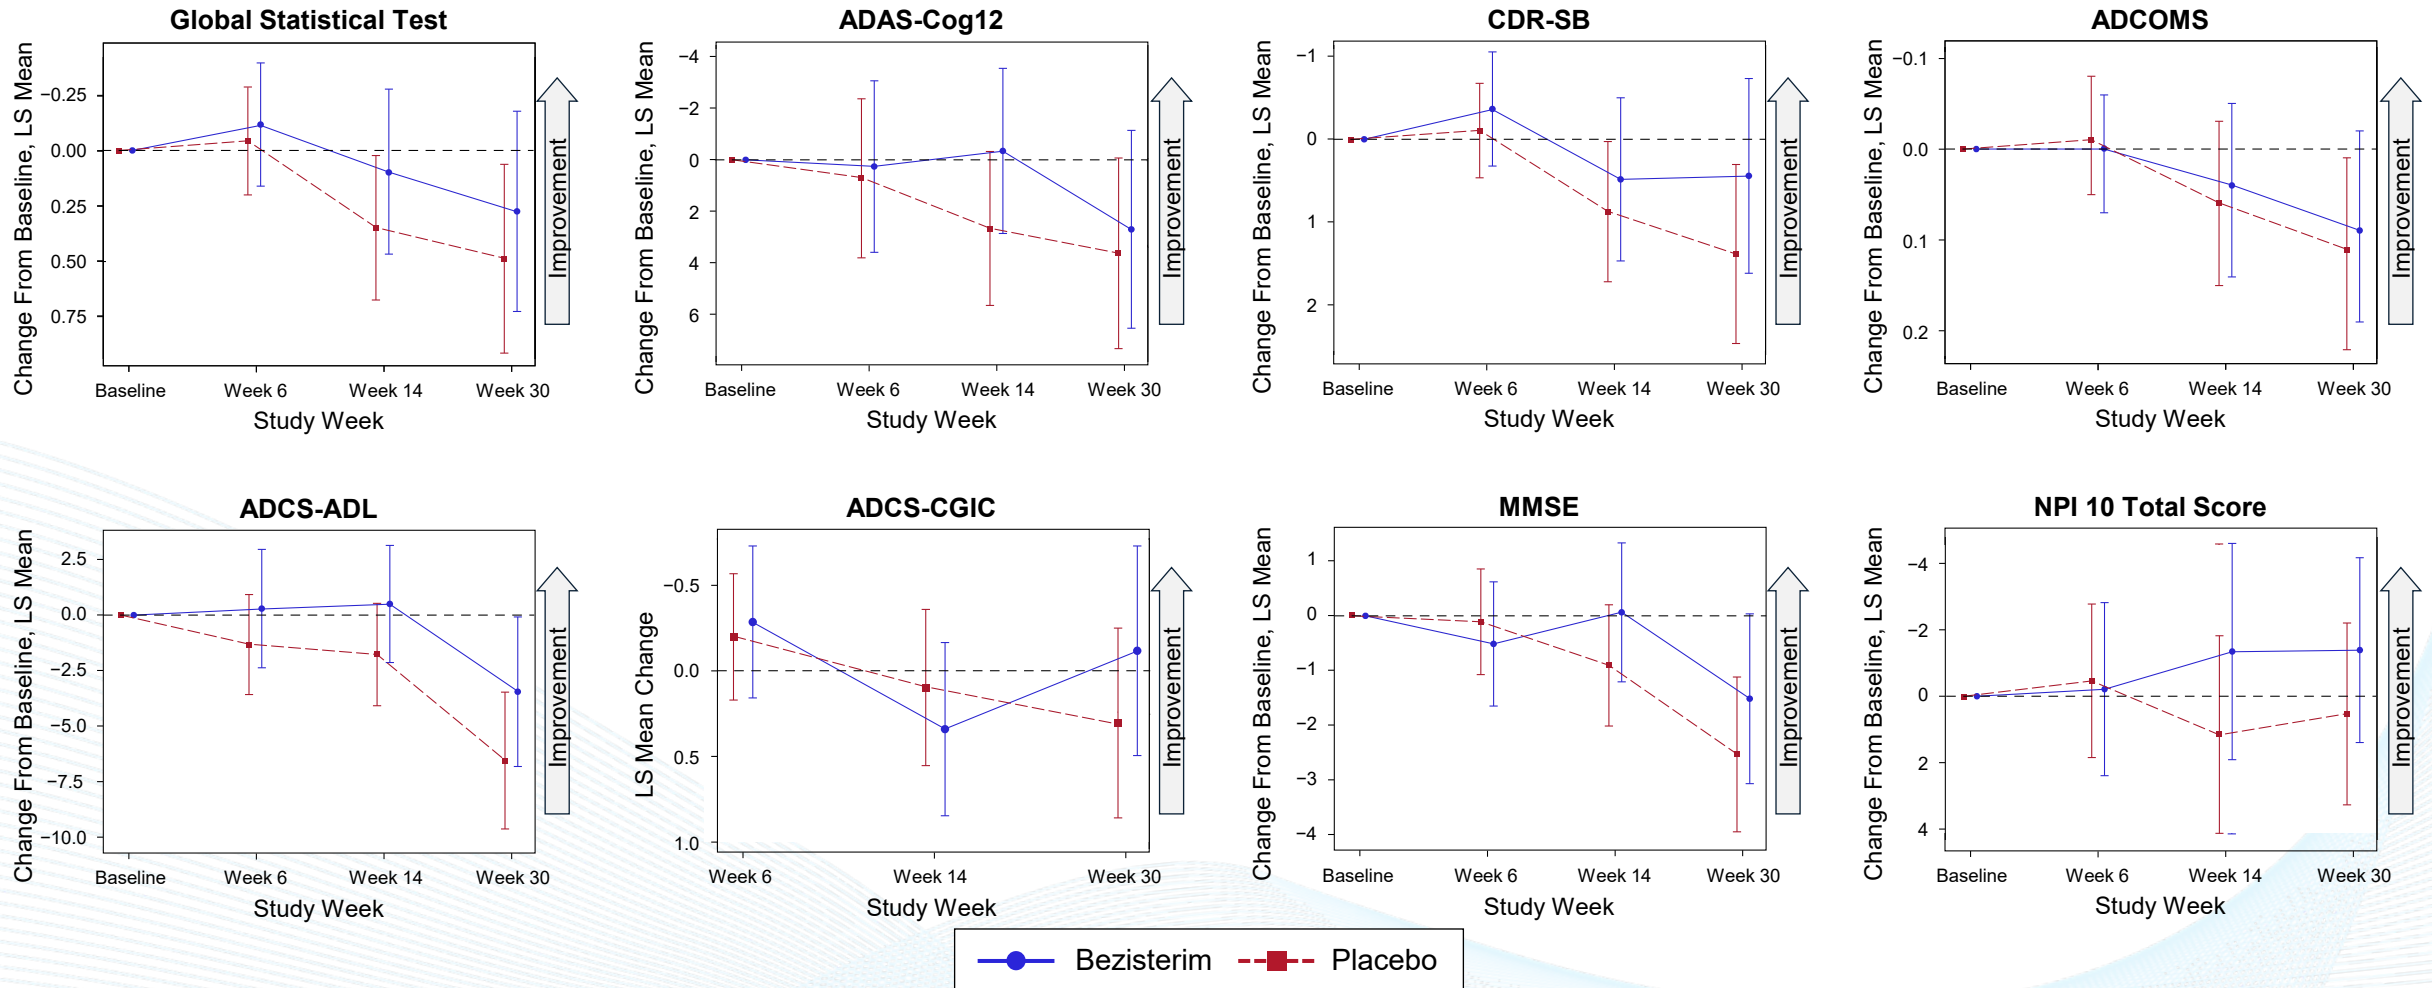 Global Statistical Test
Change From Baseline, LS Mean
−0.25
0.00
0.25
0.50
0.75
Baseline
Week 6
Week 14
Week 30
Study Week
Improvement
ADAS-Cog12
Change From Baseline, LS Mean
−4
−2
0
2
4
6
Baseline
Week 6
Week 14
Week 30
Study Week
Improvement
CDR-SB
Change From Baseline, LS Mean
−1
0
1
2
Baseline
Week 6
Week 14
Week 30
Study Week
Improvement
ADCOMS
Change From Baseline, LS Mean
−0.1
0.0
0.1
0.2
Baseline
Week 6
Week 14
Week 30
Study Week
Improvement
ADCS-ADL
Change From Baseline, LS Mean
2.5
0.0
−2.5
−5.0
−7.5
−10.0
Baseline
Week 6
Week 14
Week 30
Study Week
Improvement
ADCS-CGIC
LS Mean Change
−0.5
0.0
0.5
1.0
Week 6
Week 14
Week 30
Study Week
Improvement
MMSE
Change From Baseline, LS Mean
1
0
−1
−2
−3
−4
Baseline
Week 6
Week 14
Week 30
Study Week
Improvement
NPI 10 Total Score
Change From Baseline, LS Mean
−4
−2
0
2
4
Baseline
Week 6
Week 14
Week 30
Study Week
Improvement
Bezisterim
Placebo